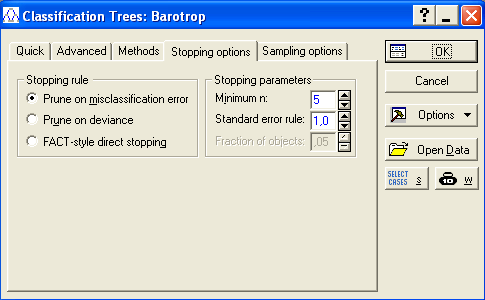 Classification Trees: Barotrop
?
Quick
Advanced
Methods
Stopping options
Sampling options
Stopping rule
Prune on misclassification error
Prune on deviance
FACT-style direct stopping
Stopping parameters
Minimum n: 5
Standard error rule: 1,0
Fraction of objects: ,05
OK
Cancel
Options
Open Data
SELECT CASES S
10 W